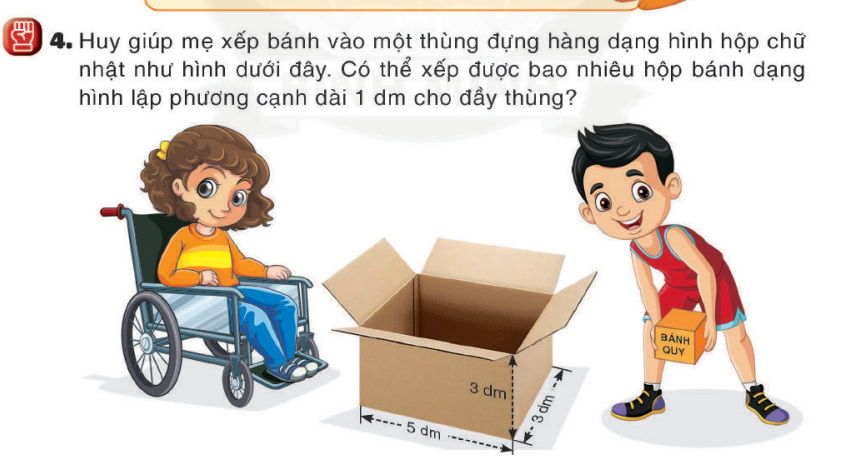 4. Huy giúp mẹ xếp bánh vào một thùng đựng hàng dạng hình hộp chữ
nhật như hình dưới đây. Có thể xếp được bao nhiêu hộp bánh dạng
hình lập phương cạnh dài 1 dm cho đầy thùng?
BÁNH
QUY
3 dm
3 dm
5 dm